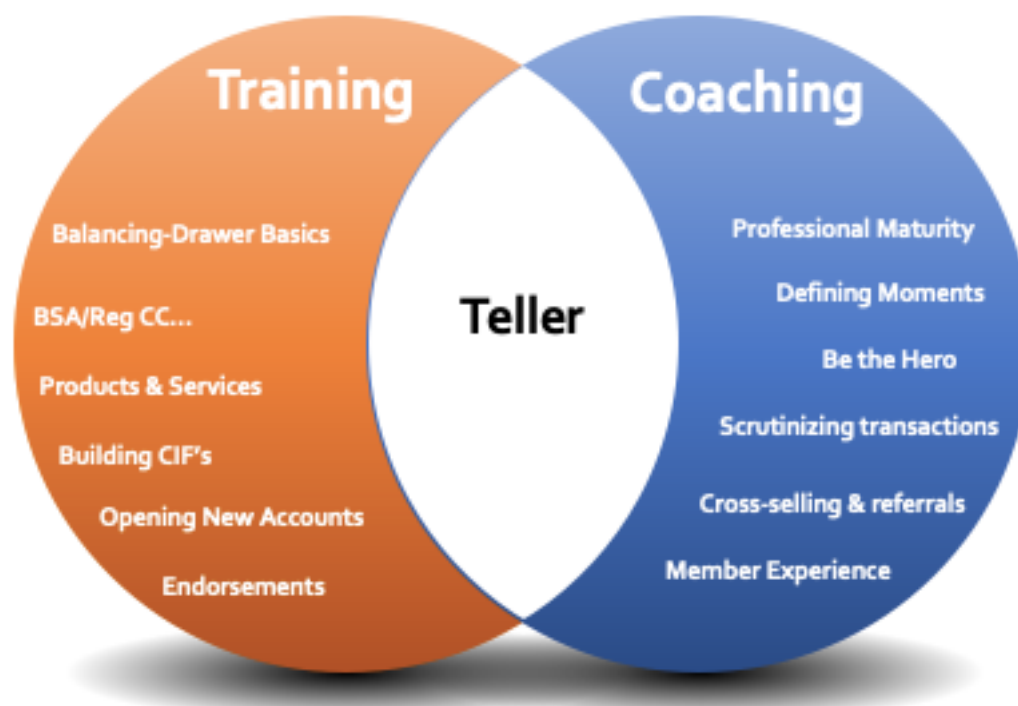 Training
Balancing-Drawer Basics
BSA/Reg CC...
Products & Services
Building CIF's
Opening New Accounts
Endorsements
Teller
Coaching
Professional Maturity
Defining Moments
Be the Hero
Scrutinizing transactions
Cross-selling & referrals
Member Experience